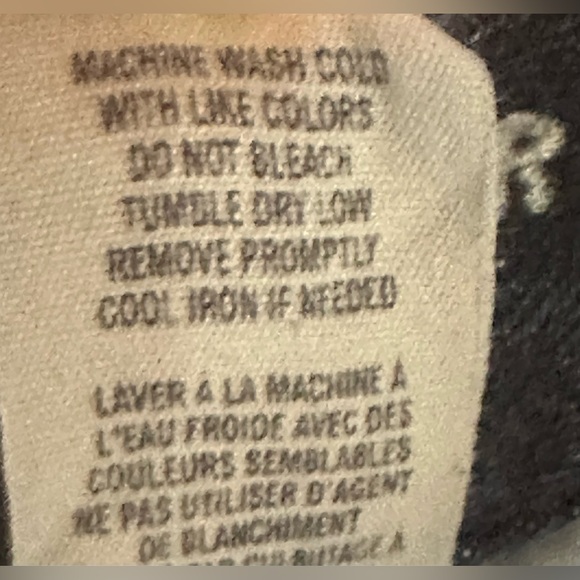 MACHINE WASH COLD
WITH LIKE COLORS
DO NOT BLEACH
TUMBLE DRY LOW
REMOVE PROMPTLY
COOL IRON IF NEEDED
LAVER À LA MACHINE À
L'EAU FROIDE AVEC DES
COULEURS SEMBLABLES
NE PAS UTILISER D'AGENT
DE BLANCHIMENT
R